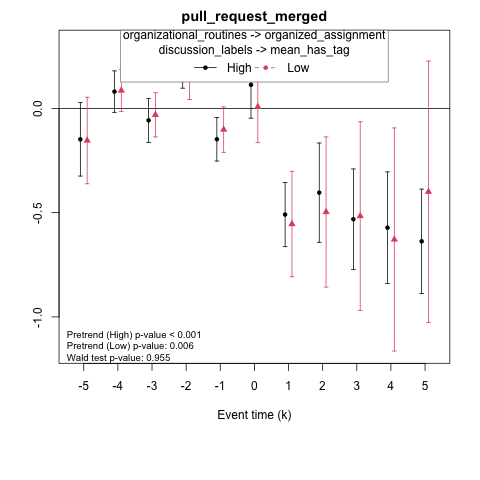 pull_request_merged
organizational_routines -> organized_assignment
discussion_labels -> mean_has_tag
High Low
0.0
-0.5
-1.0
Pretrend (High) p-value < 0.001
Pretrend (Low) p-value: 0.006
Wald test p-value: 0.955
-5 -4 -3 -2 -1 0 1 2 3 4 5
Event time (k)